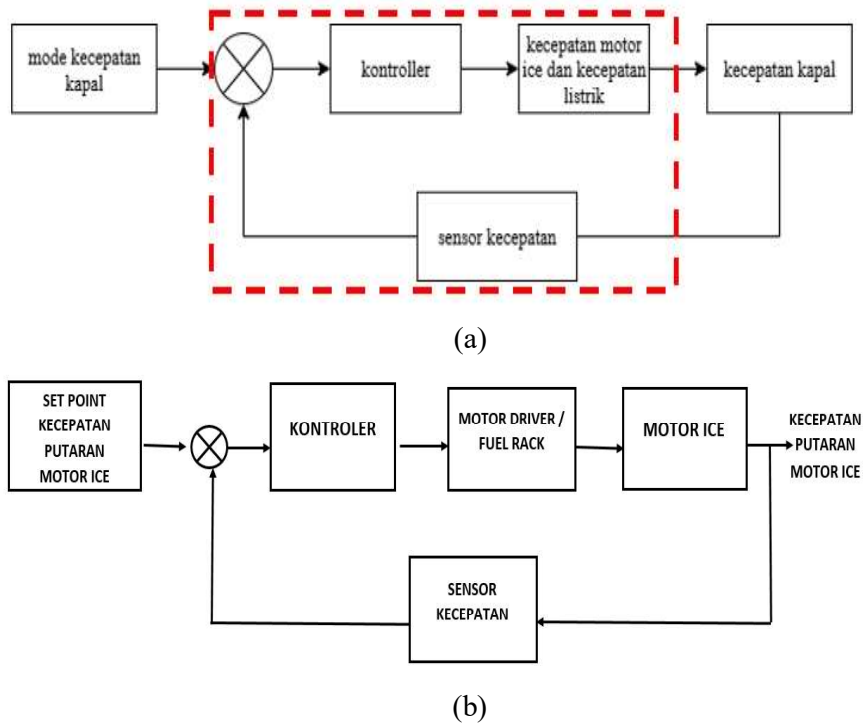 mode kecepatan
kapal
kontroller
kecepatan motor
ice dan kecepatan
listrik
kecepatan kapal
sensor kecepatan
(a)
SET POINT
KECEPATAN
PUTARAN
MOTOR ICE
KONTROLER
MOTOR DRIVER /
FUEL RACK
MOTOR ICE
KECEPATAN
PUTARAN
MOTOR ICE
SENSOR
KECEPATAN
(b)